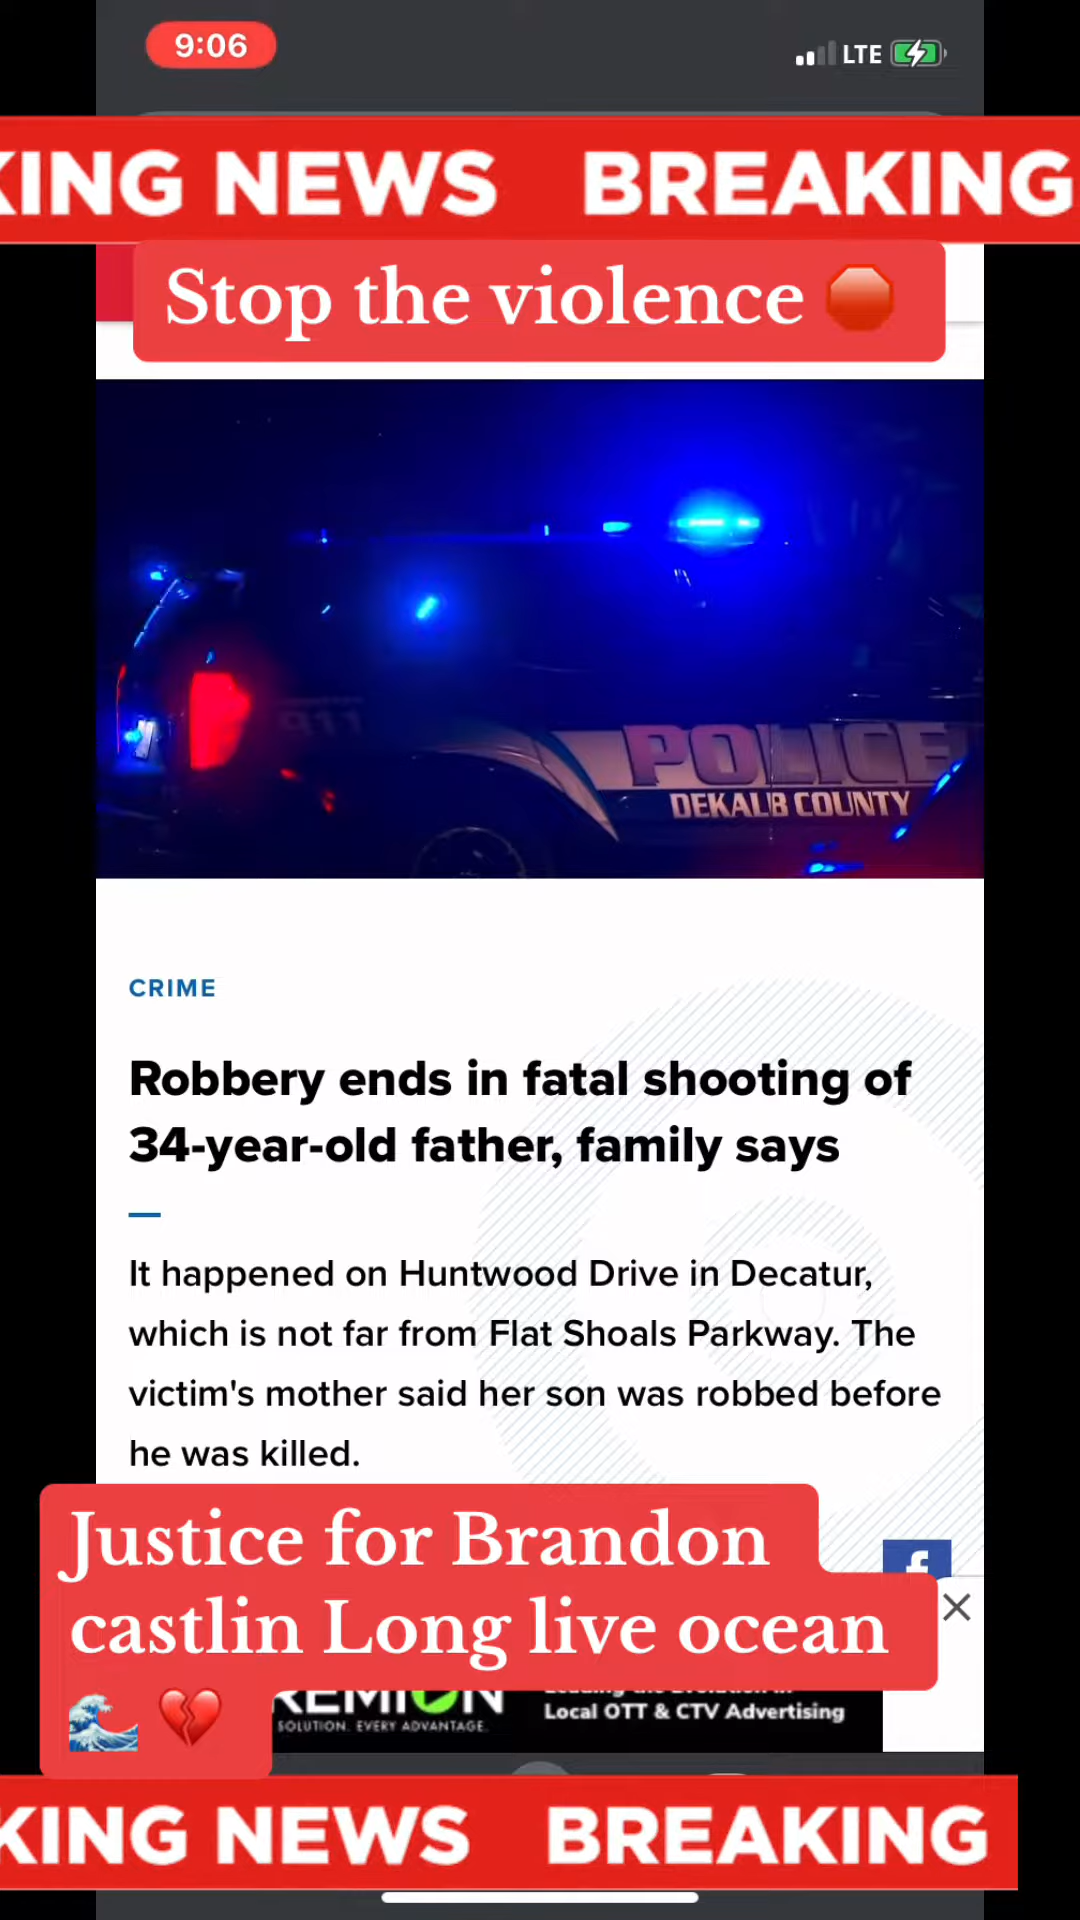 9:06
LTE
KING NEWS BREAKING
Stop the violence 🛑
911
POLICE
DEKALB COUNTY
CRIME
Robbery ends in fatal shooting of
34-year-old father, family says
It happened on Huntwood Drive in Decatur,
which is not far from Flat Shoals Parkway. The
victim's mother said her son was robbed before
he was killed.
Justice for Brandon
castlin Long live ocean
🌊 💔
f
SOLUTION. EVERY ADVANTAGE.
Local OTT & CTV Advertising
KING NEWS BREAKING